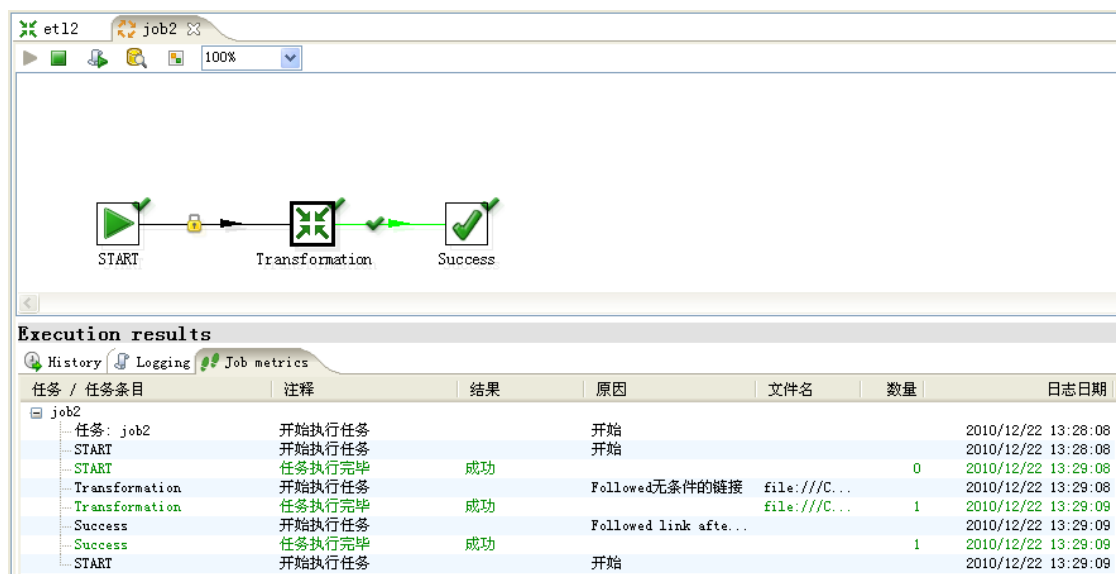 etl2 job2
100%
START Transformation Success
Execution results
History Logging Job metrics
任务 / 任务条目 注释 结果 原因 文件名 数量 日志日期
job2
任务: job2 开始执行任务 开始 2010/12/22 13:28:08
START 开始执行任务 开始 2010/12/22 13:28:08
START 任务执行完毕 成功 0 2010/12/22 13:29:08
Transformation 开始执行任务 Followed无条件的链接 file:///C... 2010/12/22 13:29:08
Transformation 任务执行完毕 成功 file:///C... 1 2010/12/22 13:29:09
Success 开始执行任务 Followed link afte... 2010/12/22 13:29:09
Success 任务执行完毕 成功 1 2010/12/22 13:29:09
START 开始执行任务 开始 2010/12/22 13:29:09